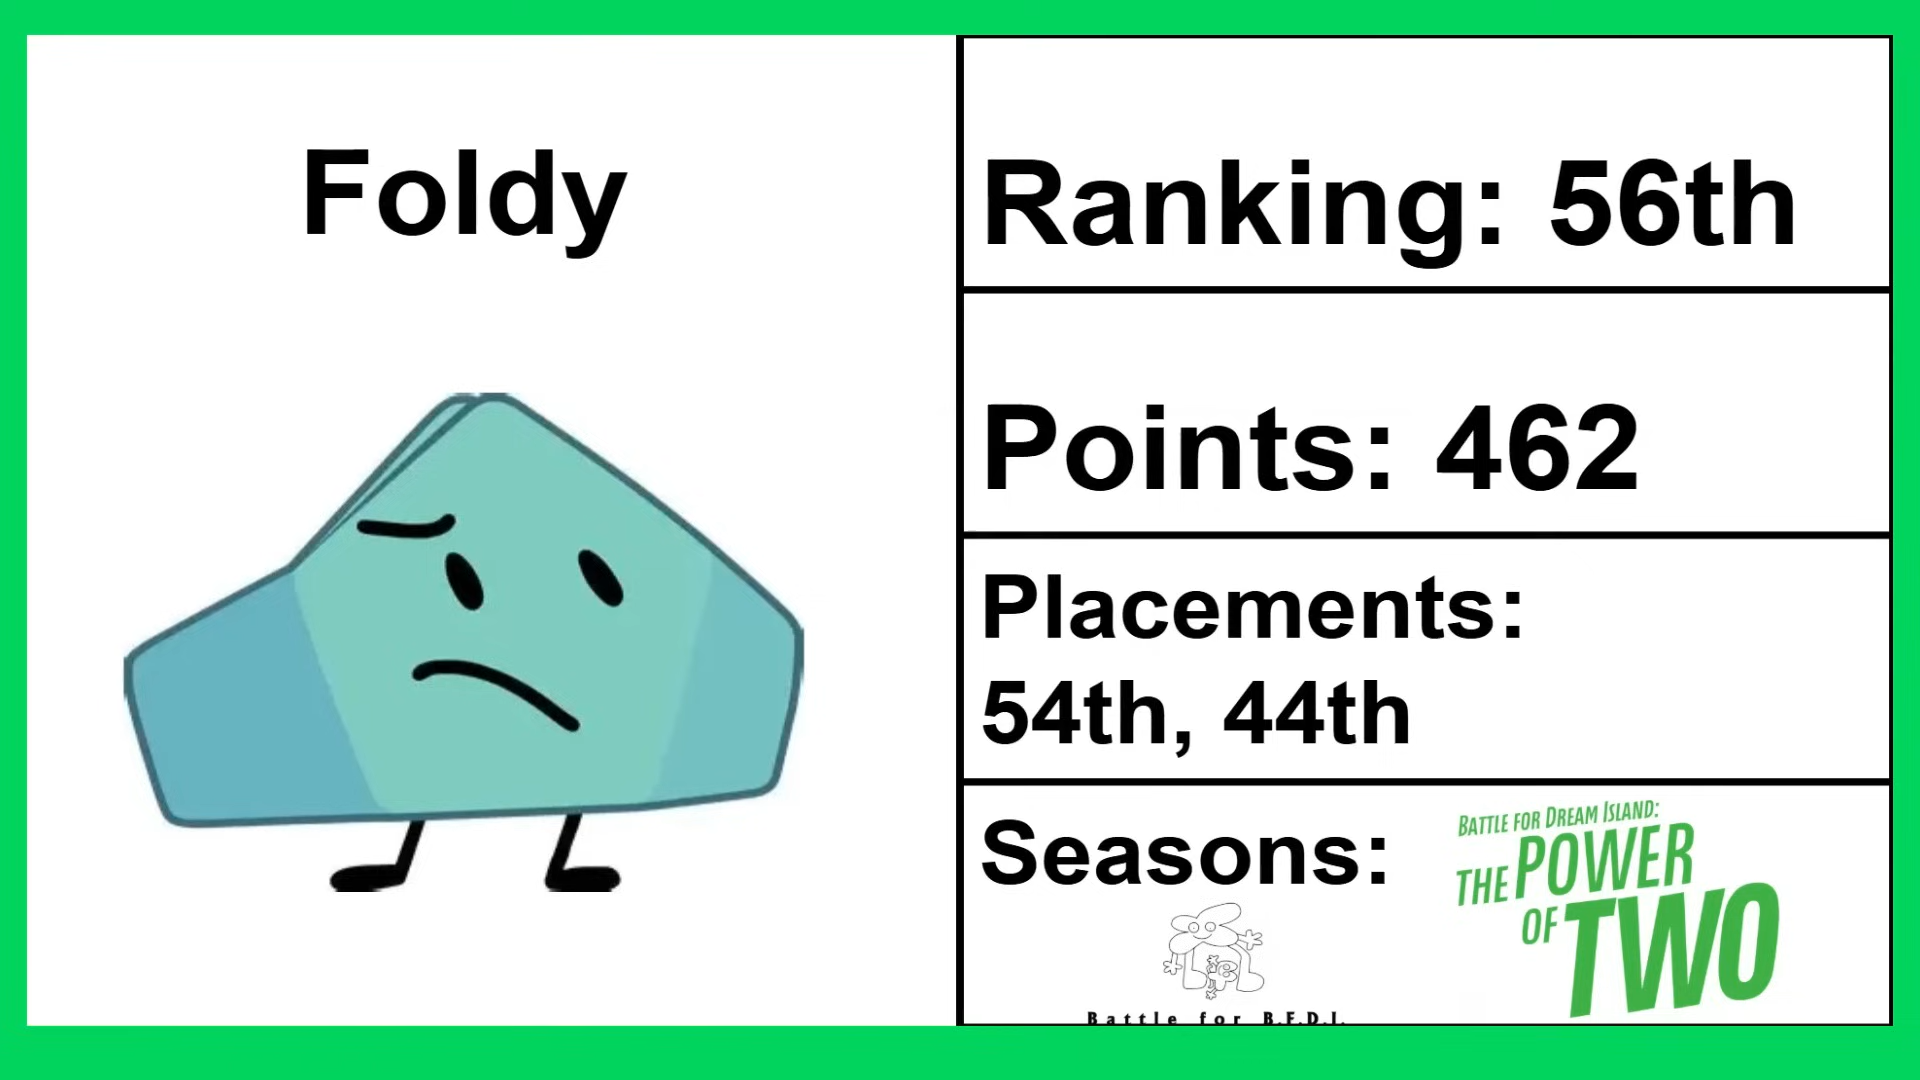 Foldy
Ranking: 56th
Points: 462
Placements:
54th, 44th
Seasons:
BATTLE FOR DREAM ISLAND:
THE POWER
OF TWO
Battle for B.F.D.I.